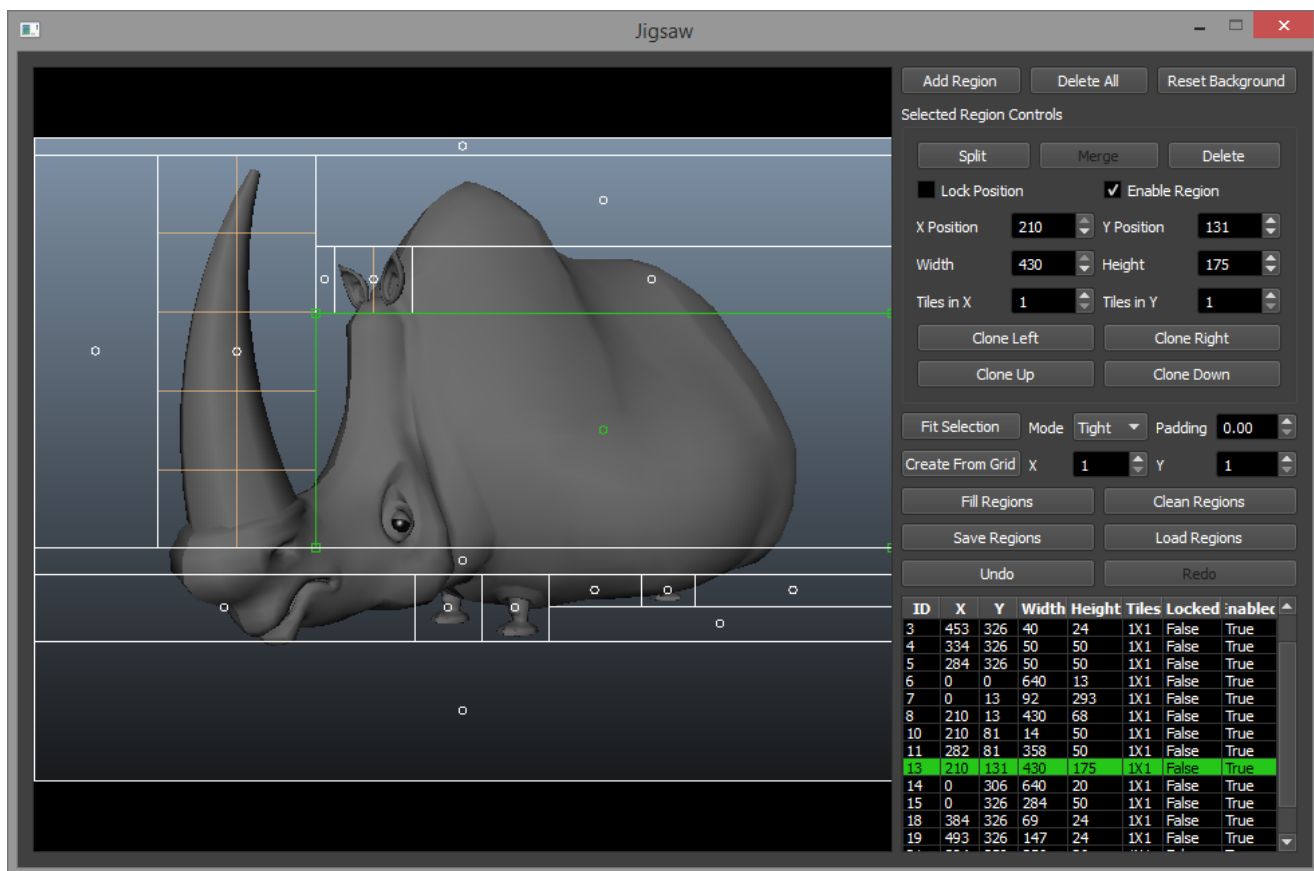 Jigsaw
Add Region Delete All Reset Background
Selected Region Controls
Split Merge Delete
Lock Position Enable Region
X Position 210 Y Position 131
Width 430 Height 175
Tiles in X 1 Tiles in Y 1
Clone Left Clone Right
Clone Up Clone Down
Fit Selection Mode Tight Padding 0.00
Create From Grid X 1 Y 1
Fill Regions Clean Regions
Save Regions Load Regions
Undo Redo
ID X Y Width Height Tiles Locked :nablec
3 453 326 40 24 1X1 False True
4 334 326 50 50 1X1 False True
5 284 326 50 50 1X1 False True
6 0 0 640 13 1X1 False True
7 0 13 92 293 1X1 False True
8 210 13 430 68 1X1 False True
10 210 81 14 50 1X1 False True
11 282 81 358 50 1X1 False True
13 210 131 430 175 1X1 False True
14 0 306 640 20 1X1 False True
15 0 326 284 50 1X1 False True
18 384 326 69 24 1X1 False True
19 493 326 147 24 1X1 False True